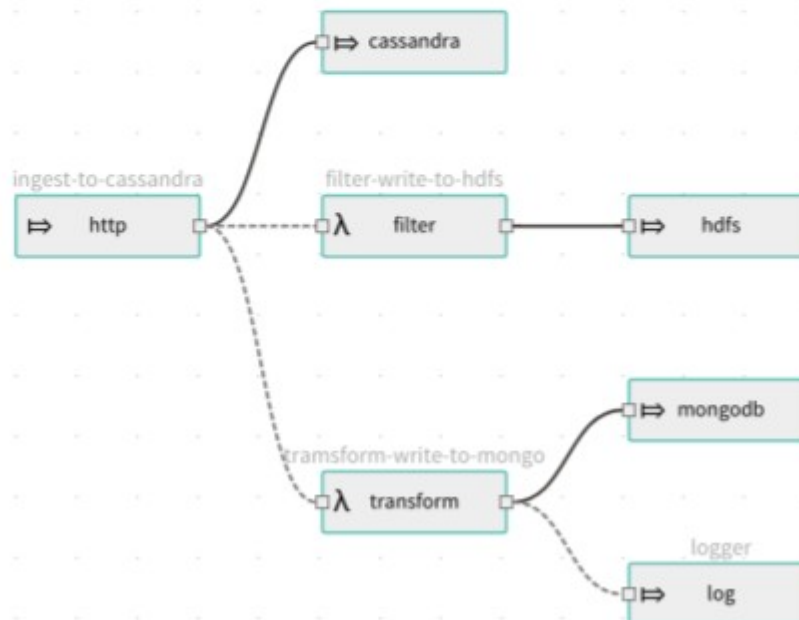 cassandra
ingest-to-cassandra
http
filter-write-to-hdfs
λ filter
hdfs
mongodb
tramsform-write-to-mongo
λ transform
logger
log